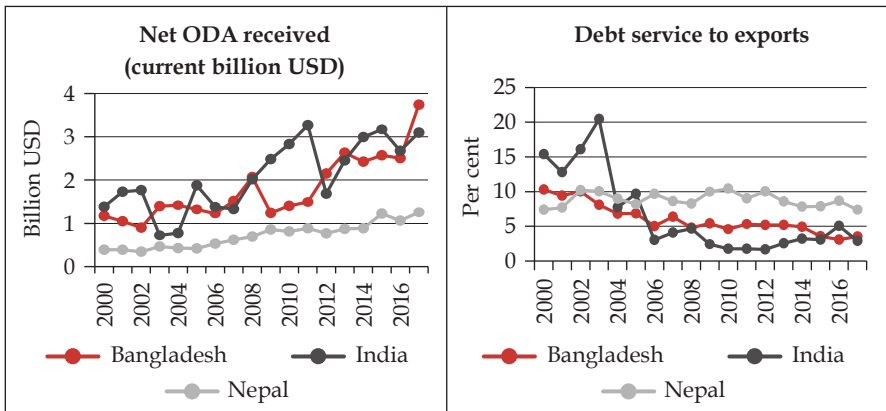 Net ODA received
(current billion USD)
Billion USD
4
3
2
1
0
2000
2002
2004
2006
2008
2010
2012
2014
2016
Bangladesh
India
Nepal
Debt service to exports
Per cent
25
20
15
10
5
0
2000
2002
2004
2006
2008
2010
2012
2014
2016
Bangladesh
India
Nepal